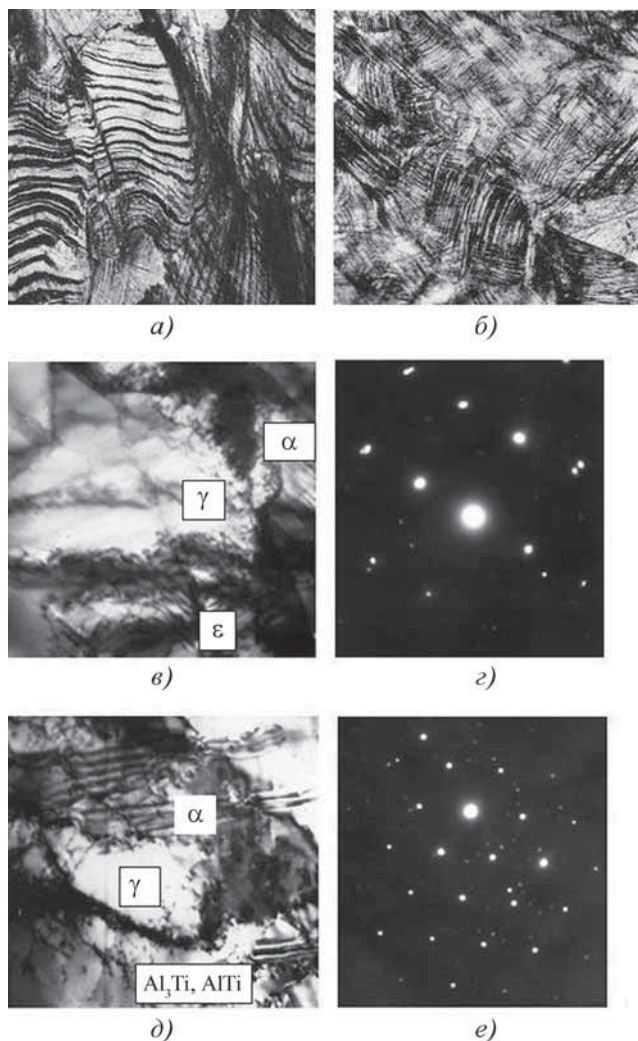 а)
б)
α
γ
ε
в)
г)
α
γ
Al₃Ti, AlTi
д)
е)